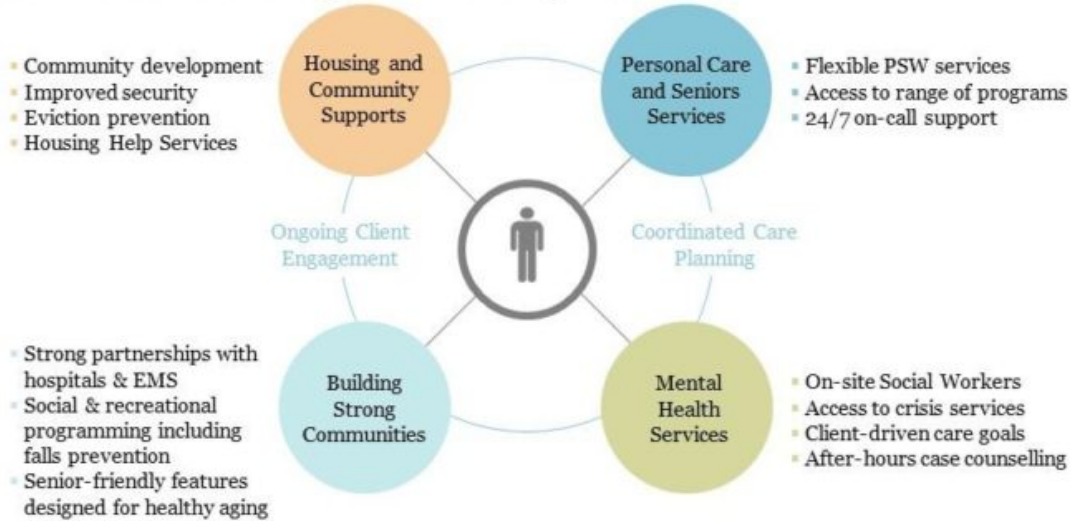 Community development
Improved security
Eviction prevention
Housing Help Services
Housing and
Community
Supports
Personal Care
and Seniors
Services
Flexible PSW services
Access to range of programs
24/7 on-call support
Ongoing Client
Engagement
Coordinated Care
Planning
Strong partnerships with
hospitals & EMS
Social & recreational
programming including
falls prevention
Senior-friendly features
designed for healthy aging
Building
Strong
Communities
Mental
Health
Services
On-site Social Workers
Access to crisis services
Client-driven care goals
After-hours case counselling